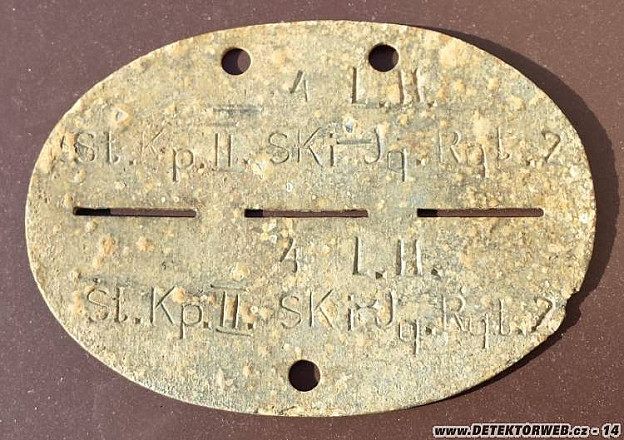 4 L.II.
St.Kp.II. SKi-Jg.Rgt.2
4 L.II.
St.Kp.II. SKi-Jg.Rgt.2
www.DETEKTORWEB.cz - 14